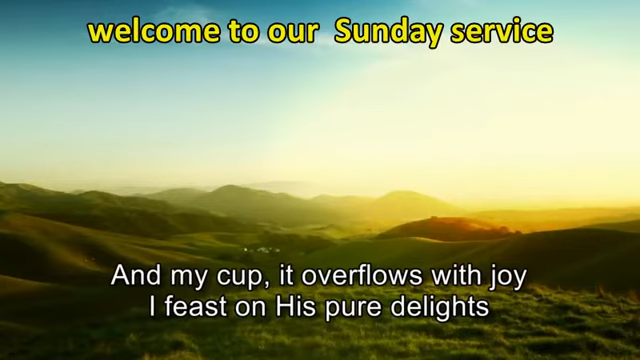 welcome to our  Sunday service
And my cup, it overflows with joy
I feast on His pure delights